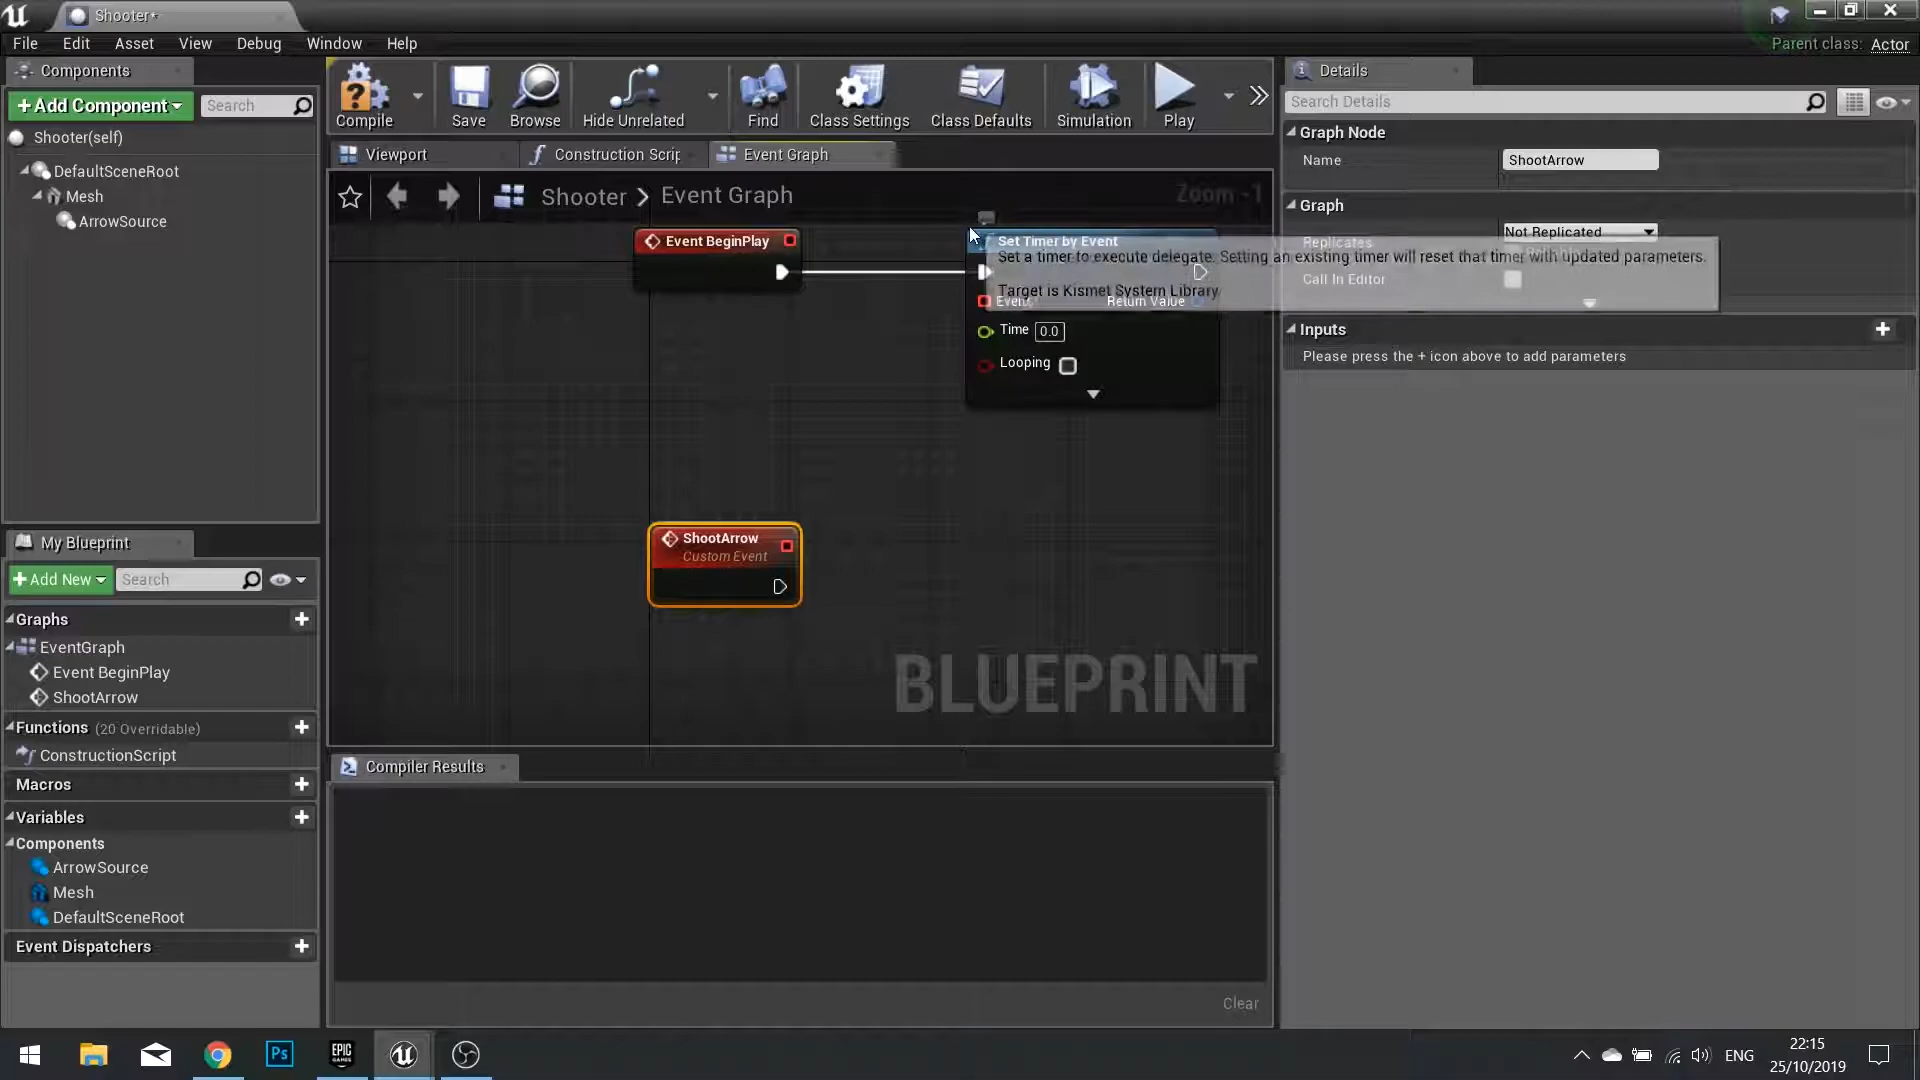 Shooter*
File Edit Asset View Debug Window Help
Parent class: Actor
Components
+Add Component
Search
Shooter(self)
DefaultSceneRoot
Mesh
ArrowSource
Compile
Save
Browse
Hide Unrelated
Find
Class Settings
Class Defaults
Simulation
Play
Viewport
Construction Scrip
Event Graph
Shooter > Event Graph
Zoom -1
Event BeginPlay
Set Timer by Event
Set a timer to execute delegate. Setting an existing timer will reset that timer with updated parameters.
Target is Kismet System Library
Event
Return Value
Time 0.0
Looping
ShootArrow
Custom Event
BLUEPRINT
Details
Search Details
Graph Node
Name ShootArrow
Graph
Replicates Not Replicated
Call In Editor
Inputs
Please press the + icon above to add parameters
My Blueprint
+Add New
Search
Graphs
EventGraph
Event BeginPlay
ShootArrow
Functions (20 Overridable)
ConstructionScript
Macros
Variables
Components
ArrowSource
Mesh
DefaultSceneRoot
Event Dispatchers
Compiler Results
Clear
Ps
EPIC
GAMES
ENG
22:15
25/10/2019